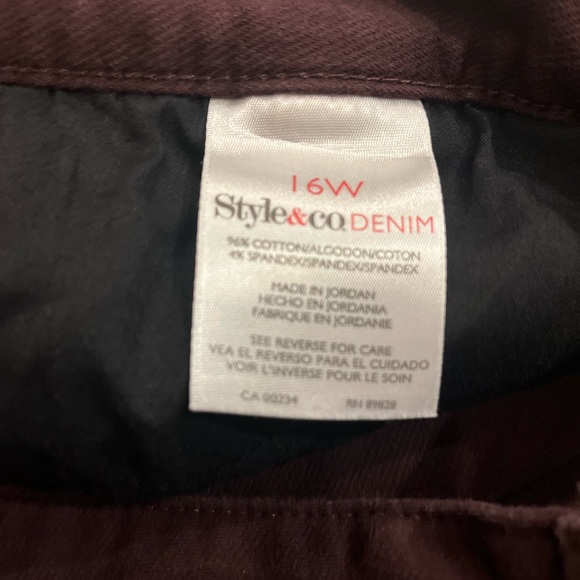 16W
Style&co. DENIM
96% COTTON/ALGODON/COTON
4% SPANDEX/SPANDEX/SPANDEX
MADE IN JORDAN
HECHO EN JORDANIA
FABRIQUE EN JORDANIE
SEE REVERSE FOR CARE
VEA EL REVERSO PARA EL CUIDADO
VOIR L'INVERSE POUR LE SOIN
CA 00234 RN 89828